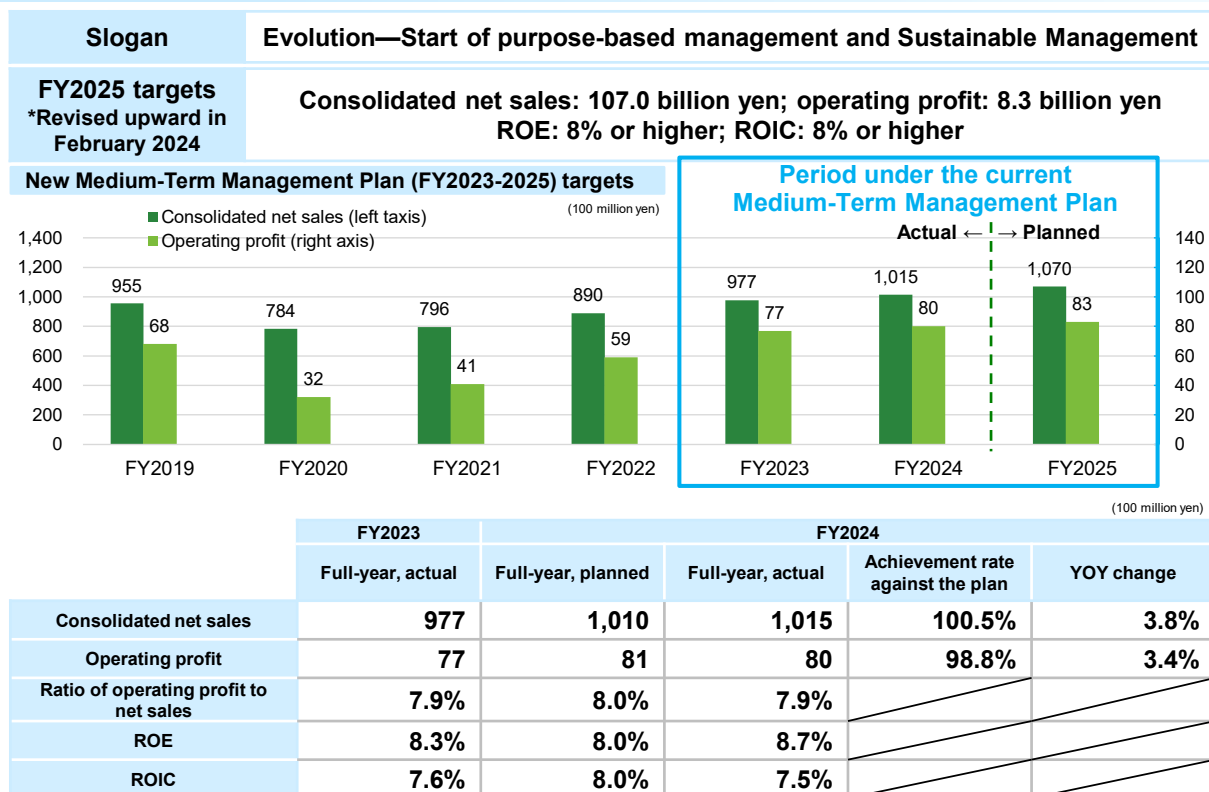 Slogan
Evolution—Start of purpose-based management and Sustainable Management
FY2025 targets
*Revised upward in
February 2024
Consolidated net sales: 107.0 billion yen; operating profit: 8.3 billion yen
ROE: 8% or higher; ROIC: 8% or higher
New Medium-Term Management Plan (FY2023-2025) targets
Period under the current
Medium-Term Management Plan
(100 million yen)
Consolidated net sales (left taxis)
Operating profit (right axis)
Actual ← → Planned
1,400
1,200
1,000
800
600
400
200
0
955
68
784
32
796
41
890
59
977
77
1,015
80
1,070
83
140
120
100
80
60
40
20
0
FY2019
FY2020
FY2021
FY2022
FY2023
FY2024
FY2025
(100 million yen)
FY2023 FY2024
Full-year, actual Full-year, planned Full-year, actual Achievement rate
against the plan YOY change
Consolidated net sales 977 1,010 1,015 100.5% 3.8%
Operating profit 77 81 80 98.8% 3.4%
Ratio of operating profit to
net sales 7.9% 8.0% 7.9%
ROE 8.3% 8.0% 8.7%
ROIC 7.6% 8.0% 7.5%